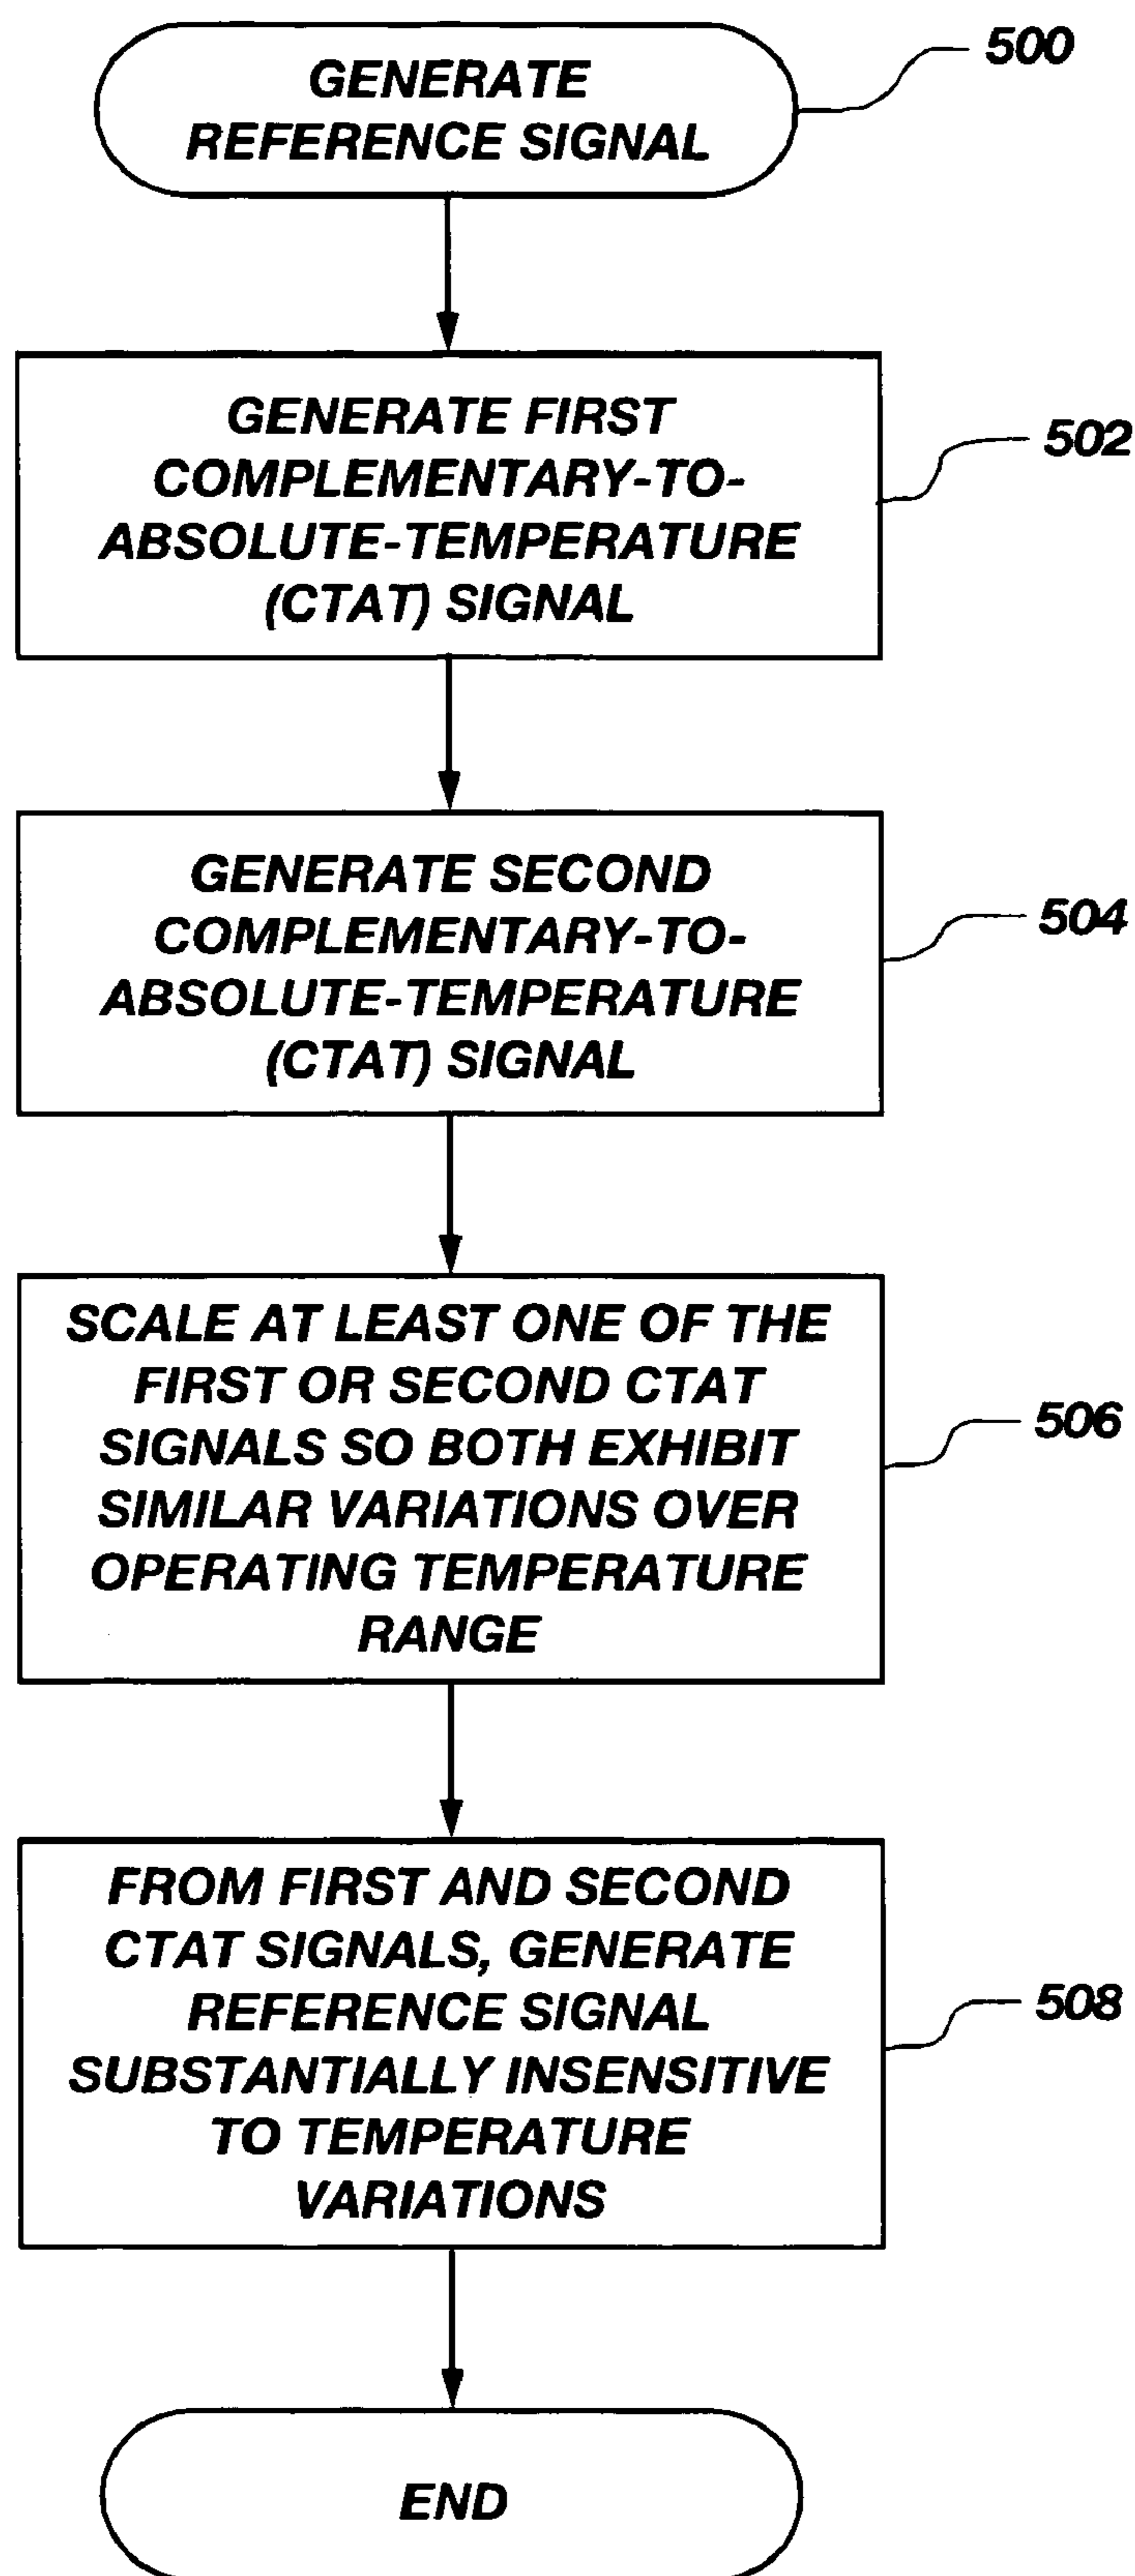 GENERATE
REFERENCE SIGNAL
500
GENERATE FIRST
COMPLEMENTARY-TO-
ABSOLUTE-TEMPERATURE
(CTAT) SIGNAL
502
GENERATE SECOND
COMPLEMENTARY-TO-
ABSOLUTE-TEMPERATURE
(CTAT) SIGNAL
504
SCALE AT LEAST ONE OF THE
FIRST OR SECOND CTAT
SIGNALS SO BOTH EXHIBIT
SIMILAR VARIATIONS OVER
OPERATING TEMPERATURE
RANGE
506
FROM FIRST AND SECOND
CTAT SIGNALS, GENERATE
REFERENCE SIGNAL
SUBSTANTIALLY INSENSITIVE
TO TEMPERATURE
VARIATIONS
508
END